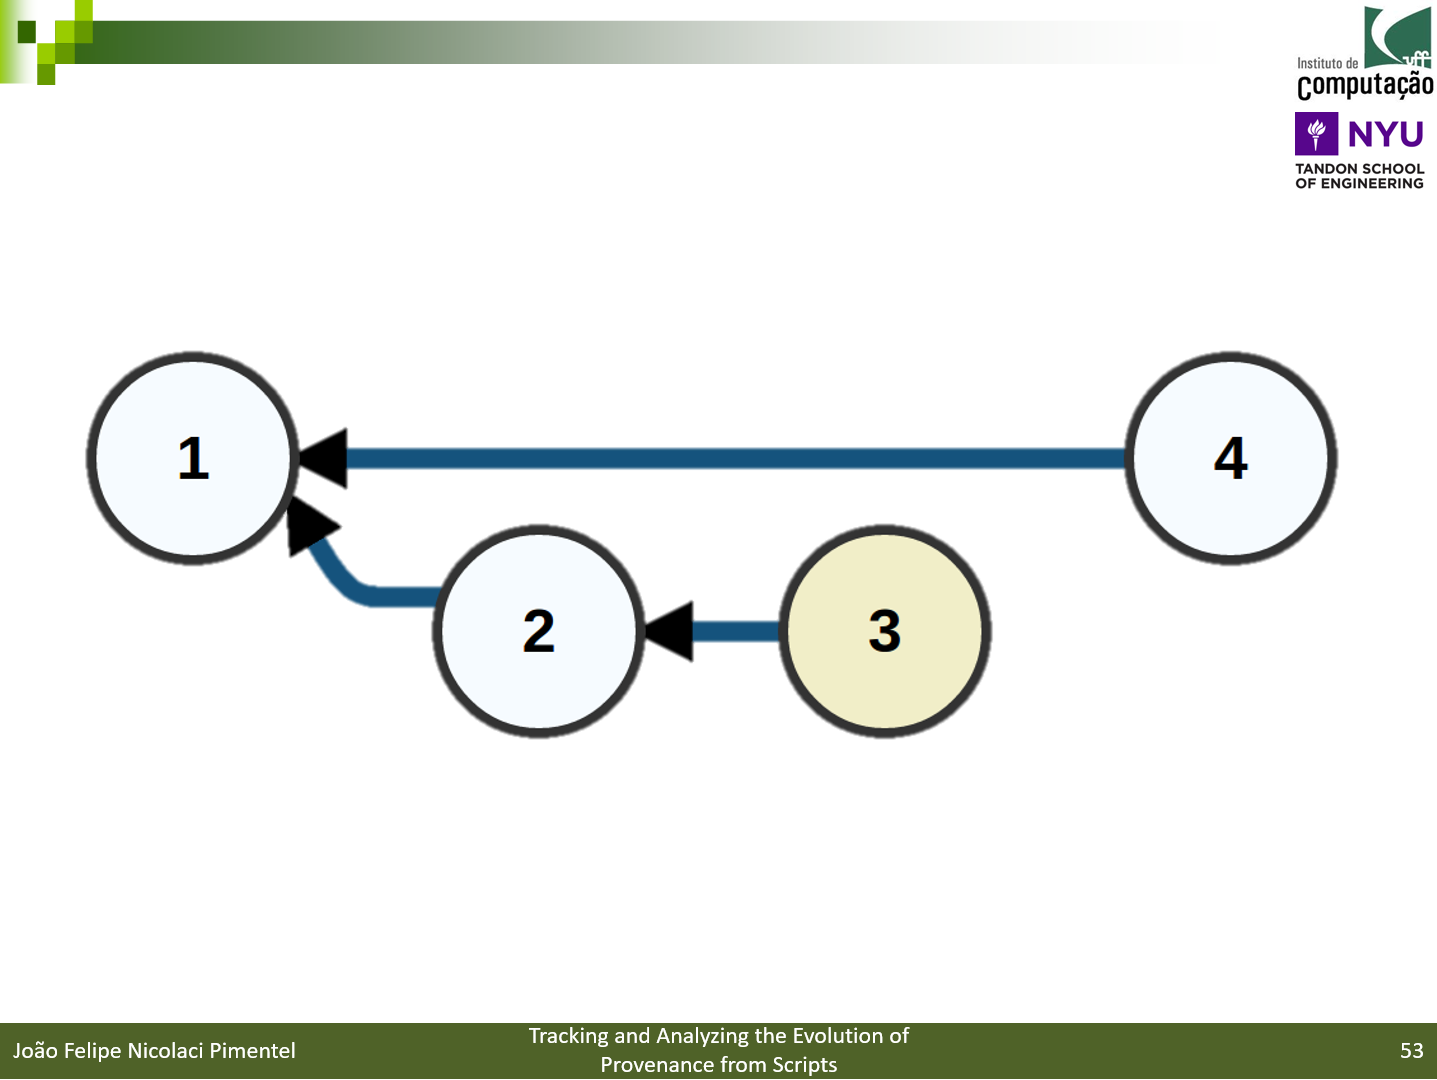 Instituto de
uff
Computação
NYU
TANDON SCHOOL
OF ENGINEERING
1
4
2
3
João Felipe Nicolaci Pimentel
Tracking and Analyzing the Evolution of
Provenance from Scripts
53